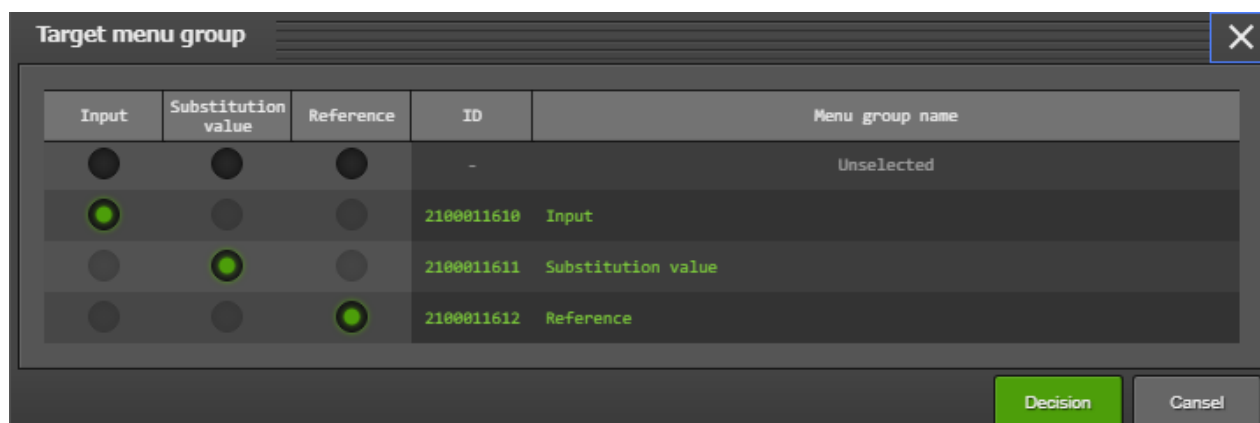 Target menu group
Input Substitution value Reference ID Menu group name
- Unselected
2100011610 Input
2100011611 Substitution value
2100011612 Reference
Decision Cansel